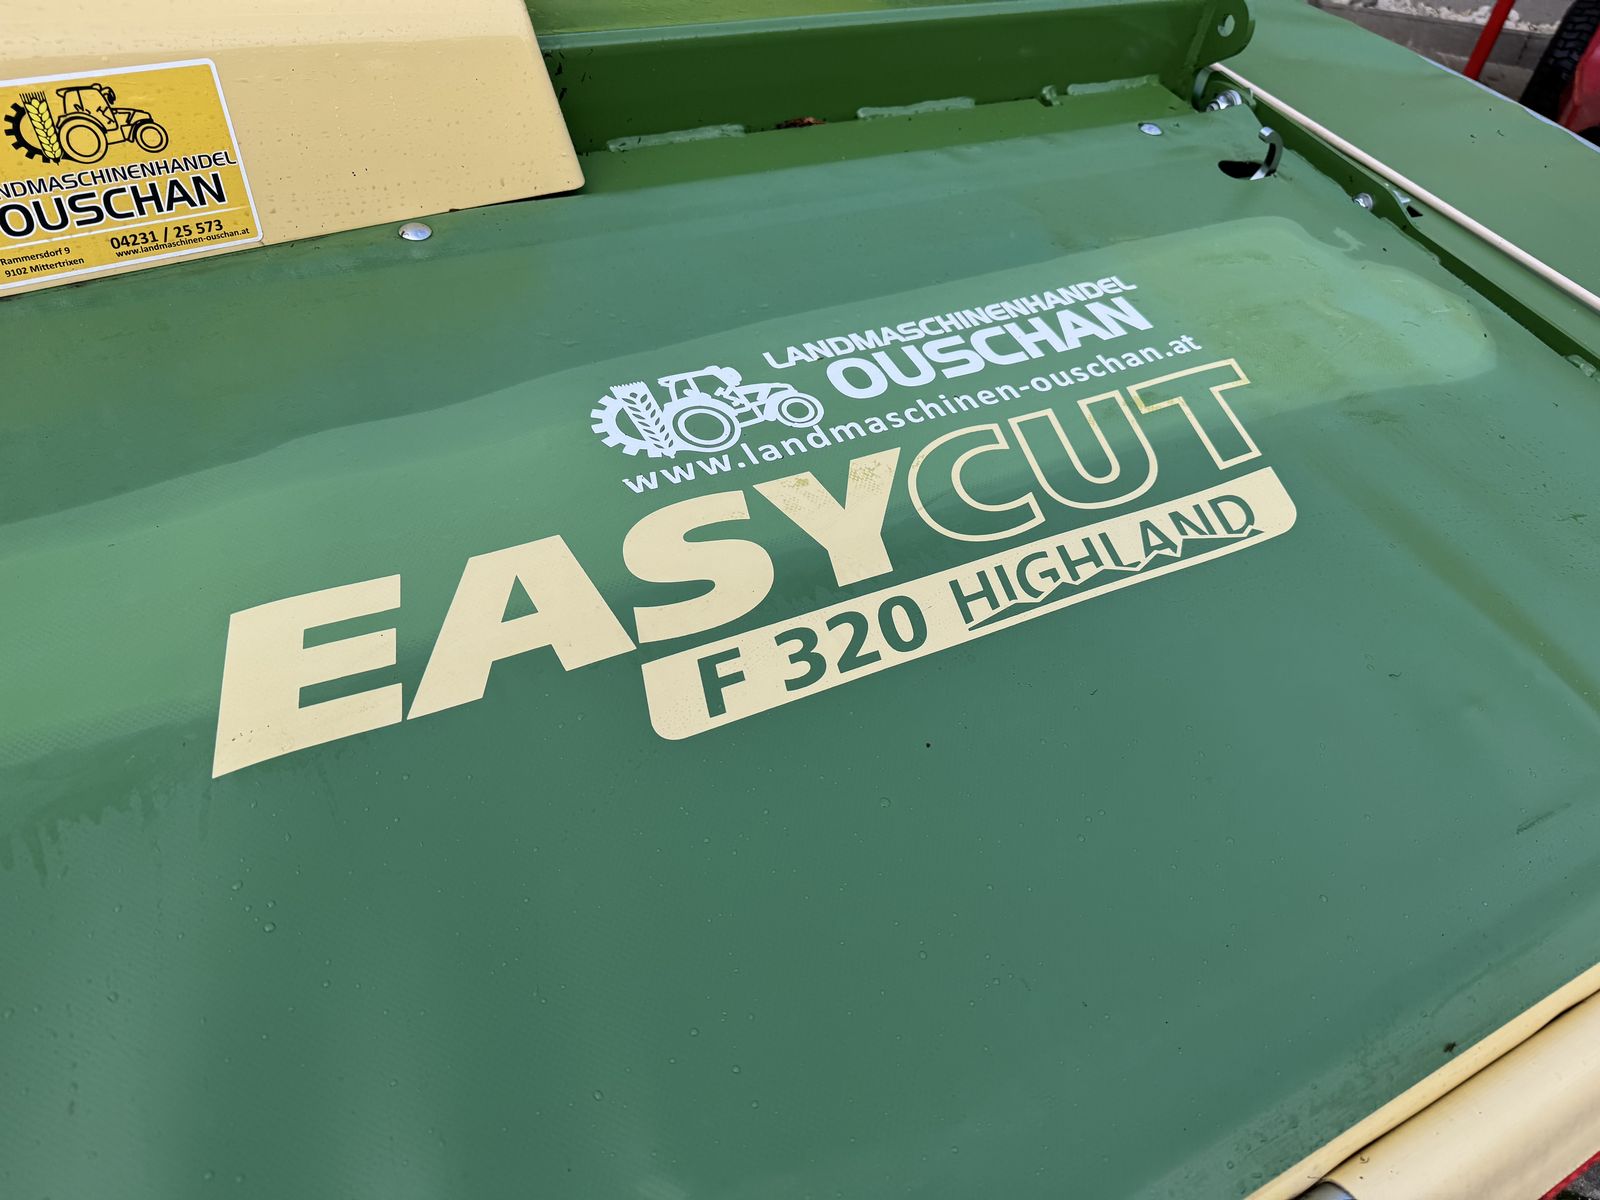 LANDMASCHINENHANDEL
OUSCHAN
04231 / 25 573
Rammersdorf 9
www.landmaschinen-ouschan.at
9102 Mittertrixen
LANDMASCHINENHANDEL
OUSCHAN
www.landmaschinen-ouschan.at
EASYCUT
F 320 HIGHLAND